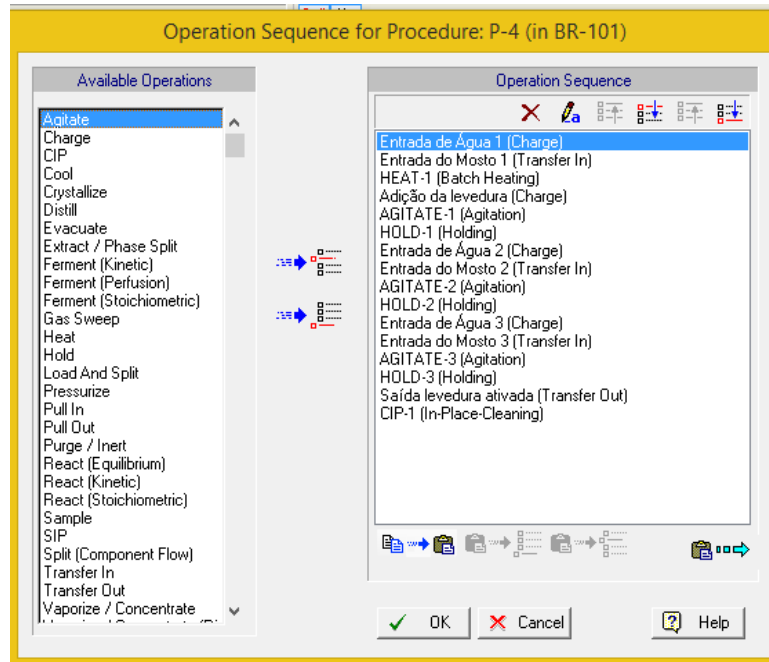 Operation Sequence for Procedure: P-4 (in BR-101)
Available Operations
Agitate
Charge
CIP
Cool
Crystallize
Distill
Evacuate
Extract / Phase Split
Ferment (Kinetic)
Ferment (Perfusion)
Ferment (Stoichiometric)
Gas Sweep
Heat
Hold
Load And Split
Pressurize
Pull In
Pull Out
Purge / Inert
React (Equilibrium)
React (Kinetic)
React (Stoichiometric)
Sample
SIP
Split (Component Flow)
Transfer In
Transfer Out
Vaporize / Concentrate
Operation Sequence
Entrada de Água 1 (Charge)
Entrada do Mosto 1 (Transfer In)
HEAT-1 (Batch Heating)
Adição da levedura (Charge)
AGITATE-1 (Agitation)
HOLD-1 (Holding)
Entrada de Água 2 (Charge)
Entrada do Mosto 2 (Transfer In)
AGITATE-2 (Agitation)
HOLD-2 (Holding)
Entrada de Água 3 (Charge)
Entrada do Mosto 3 (Transfer In)
AGITATE-3 (Agitation)
HOLD-3 (Holding)
Saída levedura ativada (Transfer Out)
CIP-1 (In-Place-Cleaning)
OK
Cancel
Help